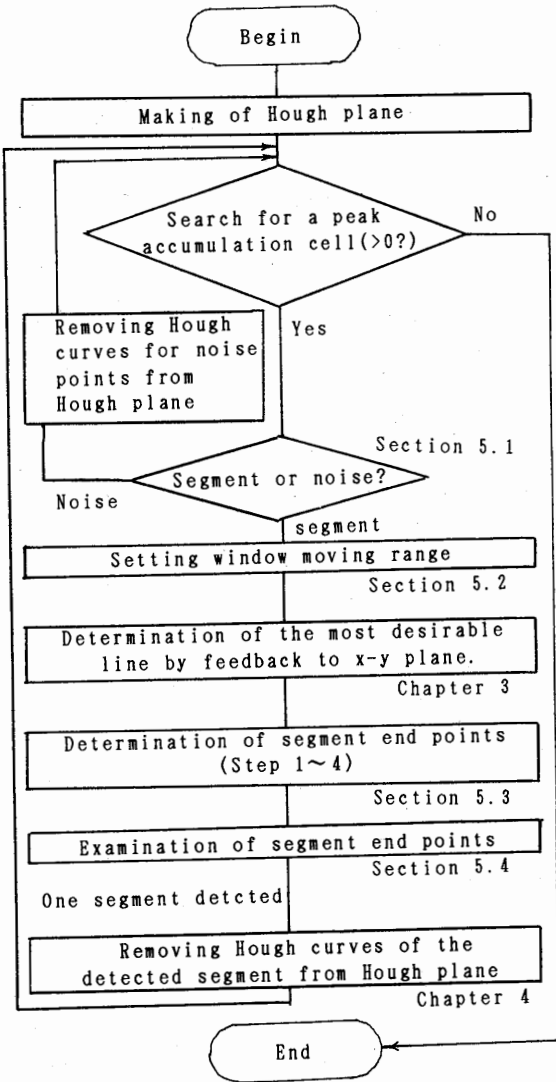 Begin
Making of Hough plane
Search for a peak
accumulation cell(>0?)
No
Yes
Removing Hough
curves for noise
points from
Hough plane
Section 5.1
Segment or noise?
Noise
segment
Setting window moving range
Section 5.2
Determination of the most desirable
line by feedback to x-y plane.
Chapter 3
Determination of segment end points
(Step 1~4)
Section 5.3
Examination of segment end points
Section 5.4
One segment detcted
Removing Hough curves of the
detected segment from Hough plane
Chapter 4
End